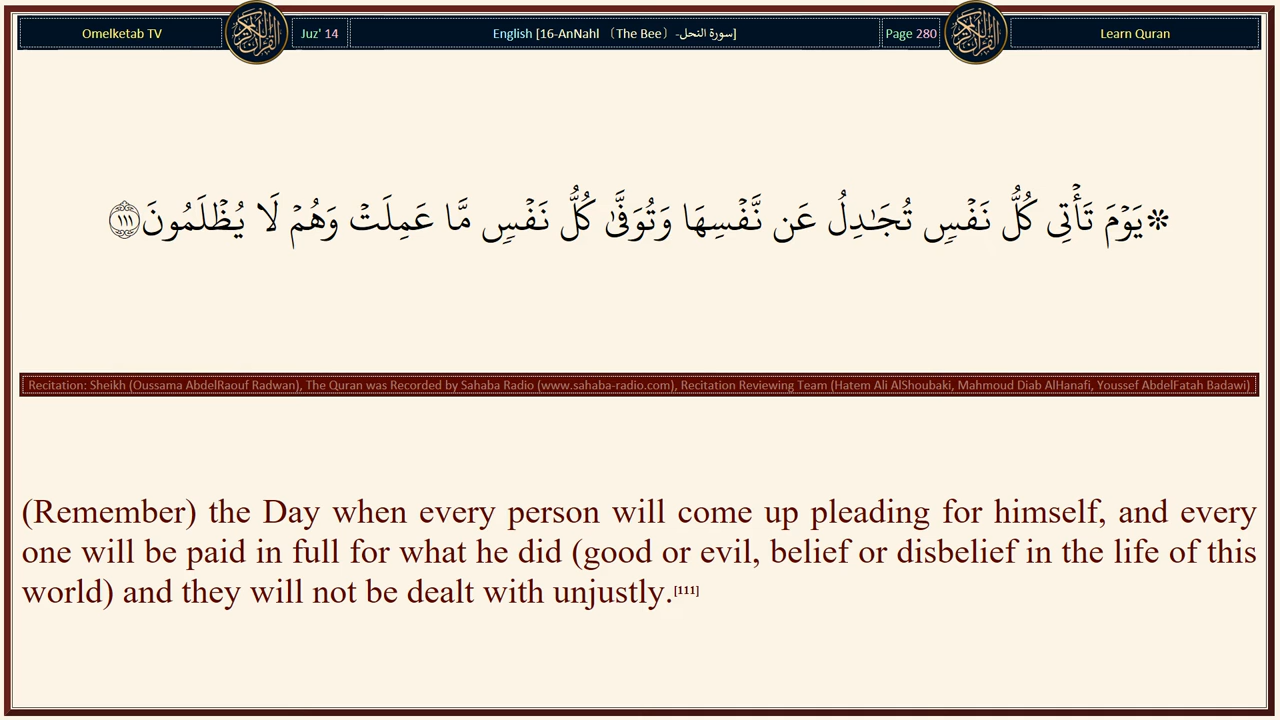 Omelketab TV
Juz' 14
English [16-AnNahl (The Bee) -سورة النحل]
Page 280
Learn Quran
۞ يَوۡمَ تَأۡتِي كُلُّ نَفۡسٖ تُجَٰدِلُ عَن نَّفۡسِهَا وَتُوَفَّىٰ كُلُّ نَفۡسٖ مَّا عَمِلَتۡ وَهُمۡ لَا يُظۡلَمُونَ ١١١
Recitation: Sheikh (Oussama AbdelRaouf Radwan), The Quran was Recorded by Sahaba Radio (www.sahaba-radio.com), Recitation Reviewing Team (Hatem Ali AlShoubaki, Mahmoud Diab AlHanafi, Youssef AbdelFatah Badawi)
(Remember) the Day when every person will come up pleading for himself, and every
one will be paid in full for what he did (good or evil, belief or disbelief in the life of this
world) and they will not be dealt with unjustly.[111]